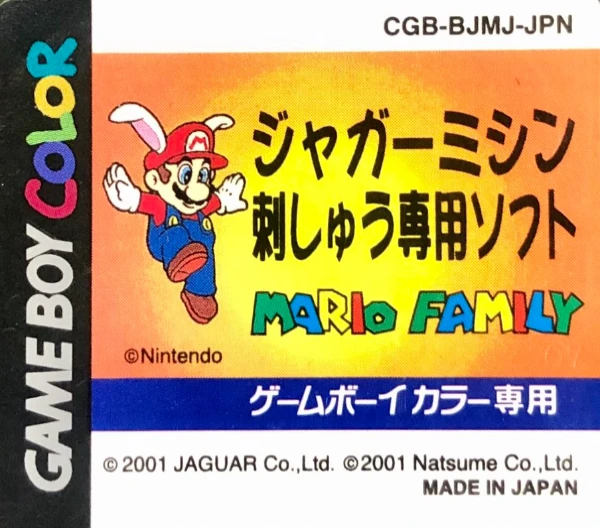 CGB-BJMJ-JPN
GAME BOY COLOR
ジャガーミシン
刺しゅう専用ソフト
MARIO FAMILY
©Nintendo
ゲームボーイカラー専用
©2001 JAGUAR Co.,Ltd. ©2001 Natsume Co.,Ltd.
MADE IN JAPAN